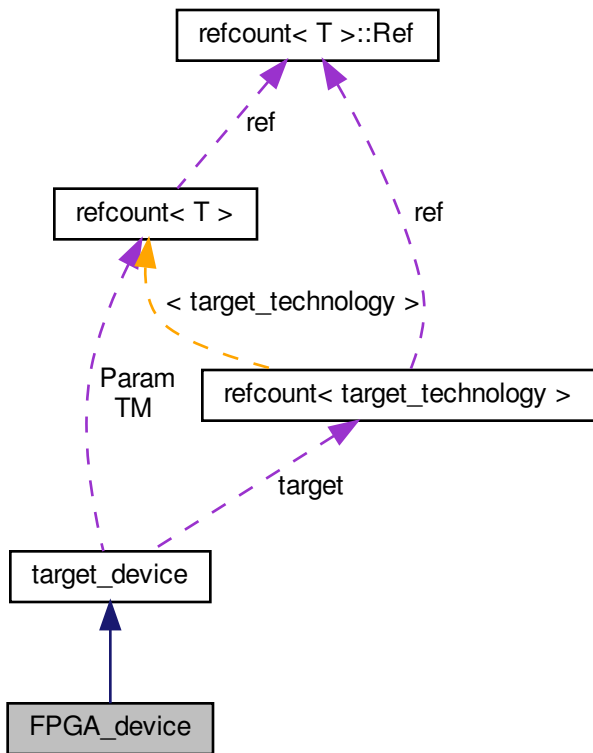 refcount< T >::Ref
ref
refcount< T >
ref
< target_technology >
Param
TM
refcount< target_technology >
target
target_device
FPGA_device